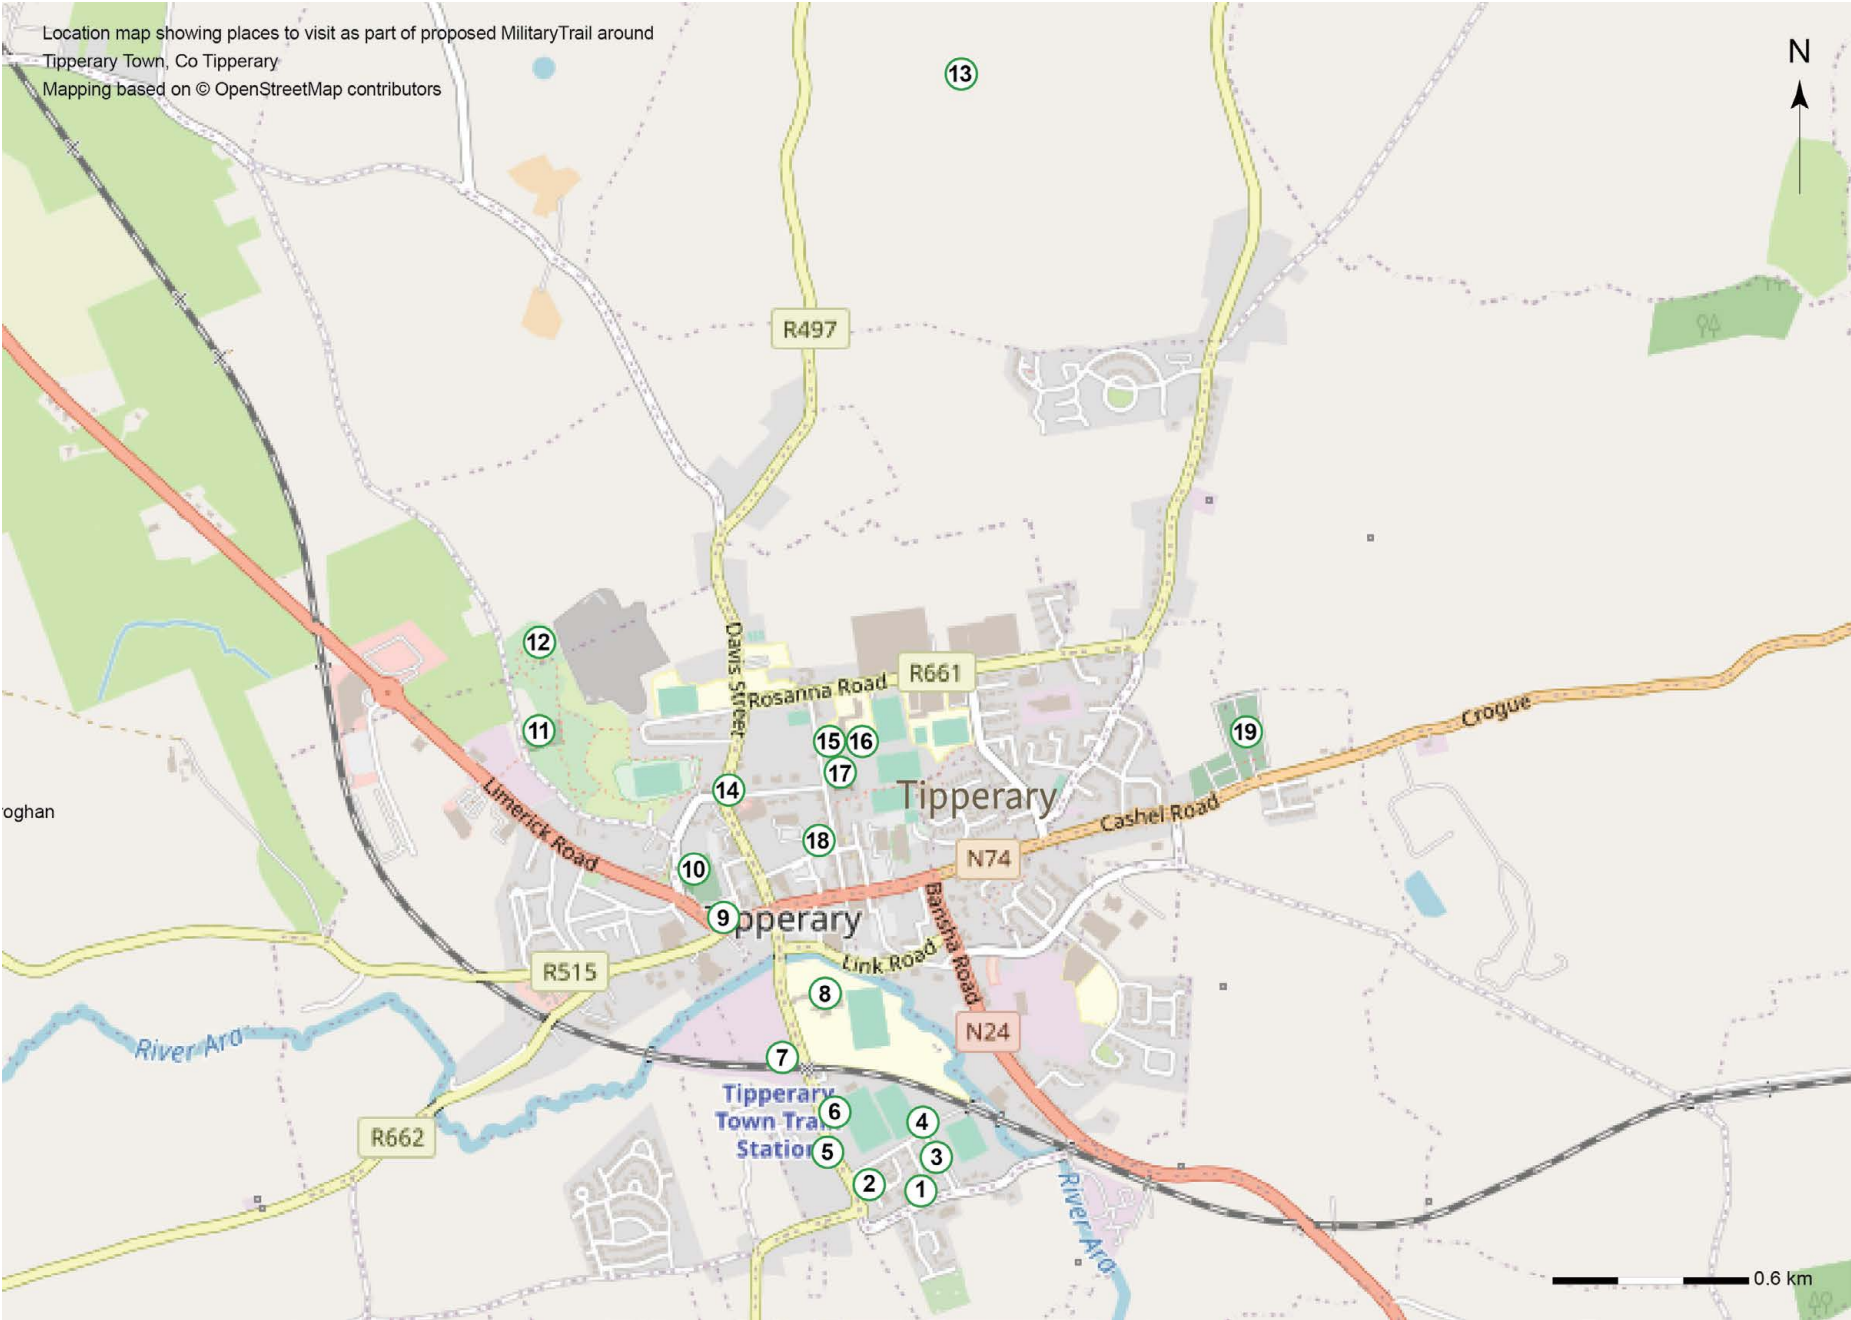 Location map showing places to visit as part of proposed MilitaryTrail around
Tipperary Town, Co Tipperary
Mapping based on © OpenStreetMap contributors
N
13
R497
12
Davis Street
Rosanna Road
R661
11
15
16
17
14
19
Crogue
Tipperary
Cashel Road
roghan
Limerick Road
18
10
N74
9
pperary
Bansha Road
Link Road
R515
8
N24
River Ara
7
Tipperary
Town Train
Station
6
4
5
3
2
1
R662
River Ara
0.6 km